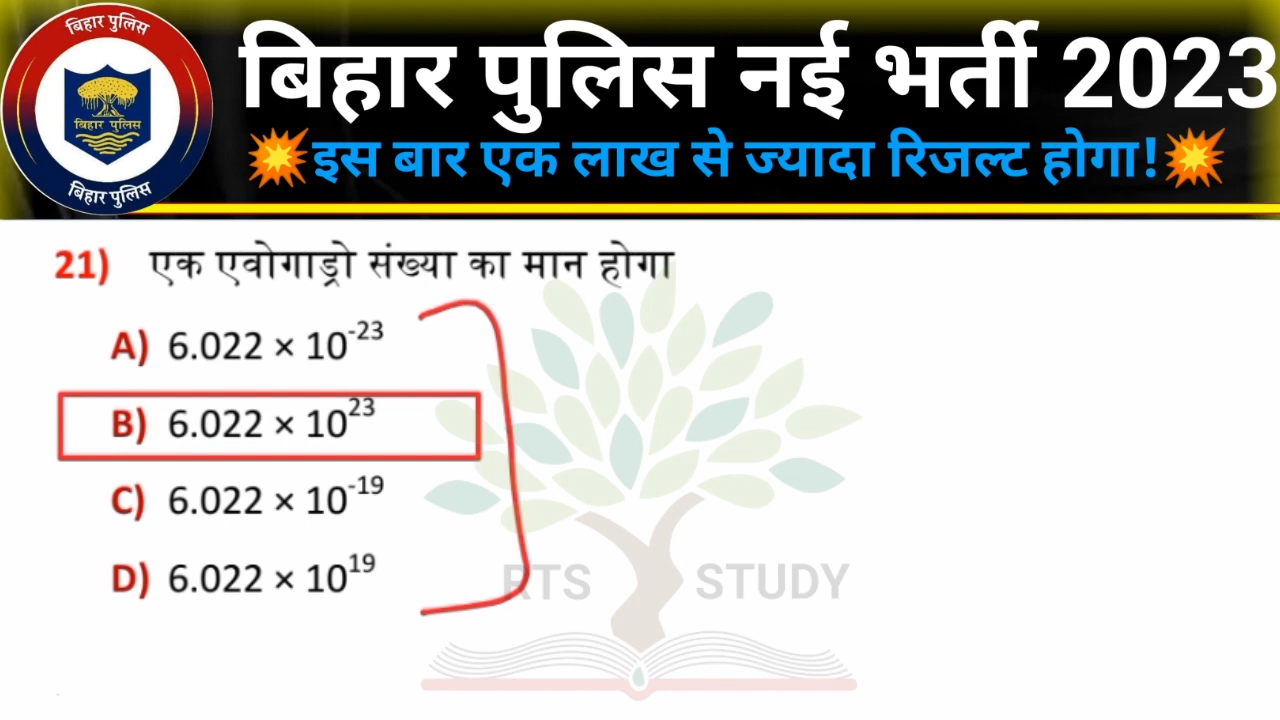 बिहार पुलिस
बिहार पुलिस
बिहार पुलिस
बिहार पुलिस नई भर्ती 2023
💥इस बार एक लाख से ज्यादा रिजल्ट होगा!💥
21) एक एवोगाड्रो संख्या का मान होगा
A) 6.022 × 10⁻²³
B) 6.022 × 10²³
C) 6.022 × 10⁻¹⁹
D) 6.022 × 10¹⁹
RTS STUDY